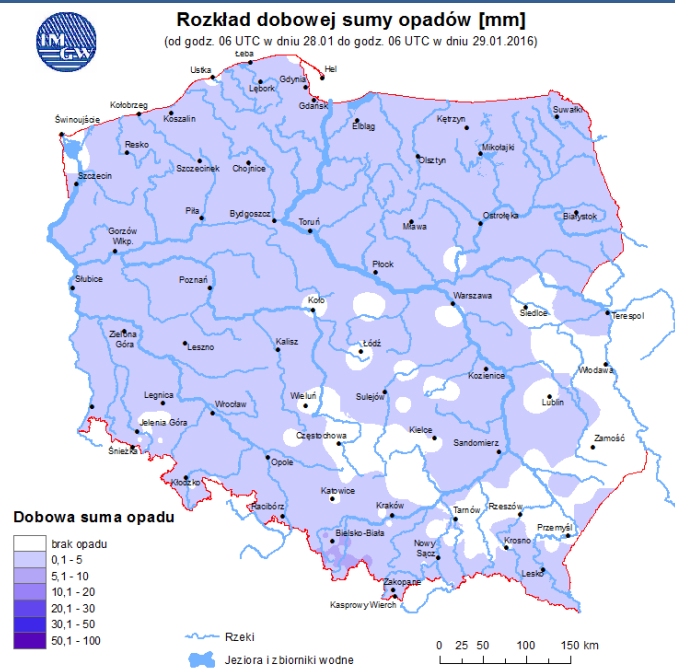 Rozkład dobowej sumy opadów [mm]
(od godz. 06 UTC w dniu 28.01 do godz. 06 UTC w dniu 29.01.2016)
IM
GW
Łeba
Ustka
Hel
Gdynia
Lębork
Gdańsk
Kołobrzeg
Koszalin
Suwałki
Świnoujście
Elbląg
Kętrzyn
Resko
Mikołajki
Szczecinek
Chojnice
Olsztyn
Szczecin
Piła
Bydgoszcz
Toruń
Mława
Ostrołęka
Białystok
Gorzów
Wlkp.
Płock
Słubice
Poznań
Koło
Warszawa
Siedlce
Terespol
Zielona
Góra
Leszno
Kalisz
Łódź
Kozienice
Włodawa
Legnica
Wrocław
Wieluń
Sulejów
Lublin
Jelenia Góra
Częstochowa
Kielce
Sandomierz
Zamość
Śnieżka
Opole
Kłodzko
Katowice
Racibórz
Kraków
Tarnów
Rzeszów
Przemyśl
Bielsko-Biała
Nowy
Sącz
Krosno
Lesko
Zakopane
Kasprowy Wierch
Dobowa suma opadu
brak opadu
0,1 - 5
5,1 - 10
10,1 - 20
20,1 - 30
30,1 - 50
50,1 - 100
Rzeki
Jeziora i zbiorniki wodne
0 25 50 100 150 km